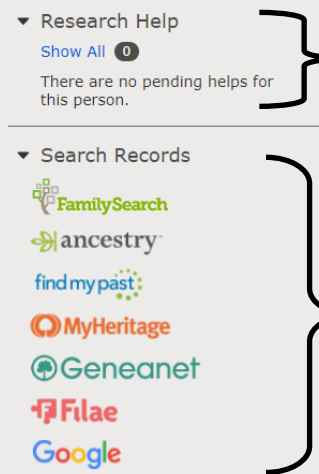 Research Help
Show All 0
There are no pending helps for
this person.
Search Records
FamilySearch
ancestry
findmypast
MyHeritage
Geneanet
Filae
Google